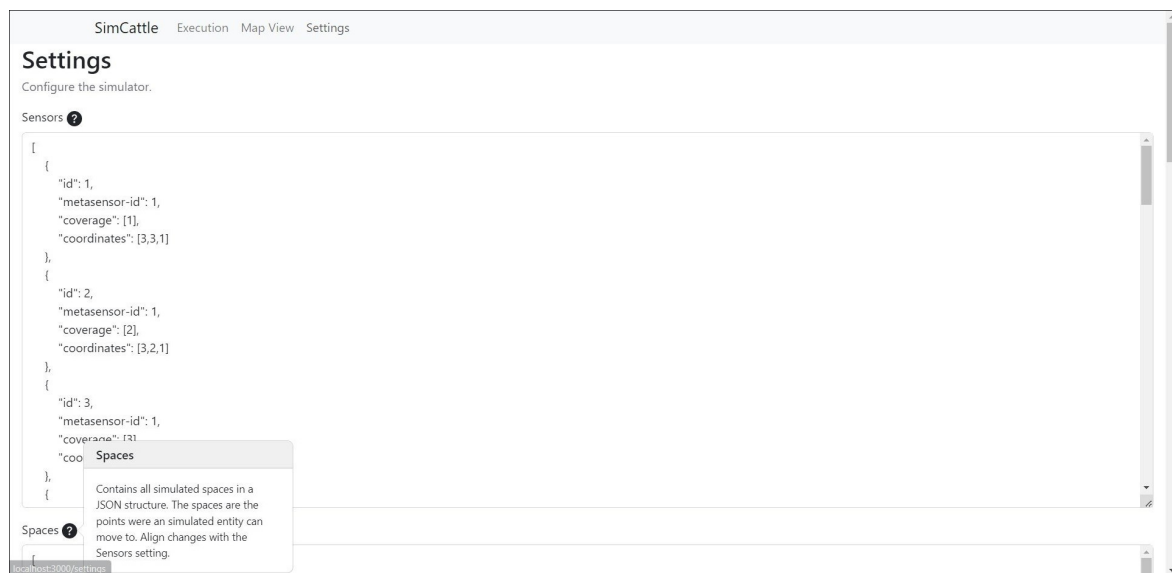 SimCattle Execution Map View Settings
Settings
Configure the simulator.
Sensors ?
[
{
"id": 1,
"metasensor-id": 1,
"coverage": [1],
"coordinates": [3,3,1]
},
{
"id": 2,
"metasensor-id": 1,
"coverage": [2],
"coordinates": [3,2,1]
},
{
"id": 3,
"metasensor-id": 1,
"coverage": [3]
"coo
},
{
Spaces
Contains all simulated spaces in a
JSON structure. The spaces are the
points were an simulated entity can
move to. Align changes with the
Sensors setting.
Spaces ?
[
localhost:3000/settings